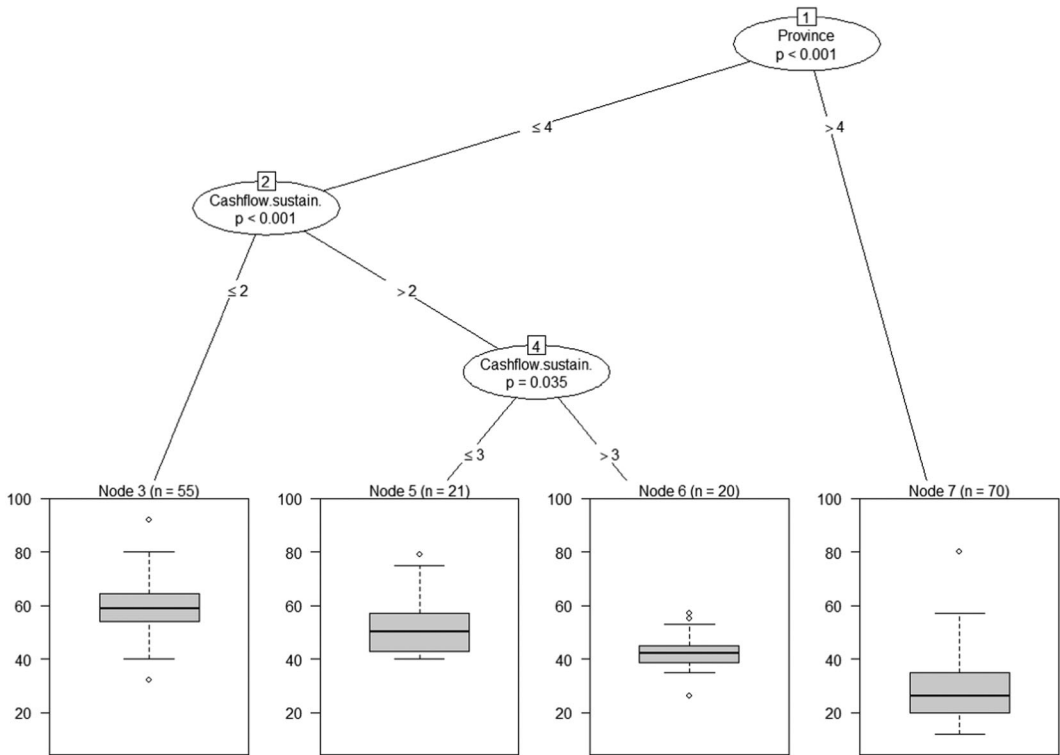 1
Province
p < 0.001
≤ 4
> 4
2
Cashflow.sustain.
p < 0.001
≤ 2
> 2
4
Cashflow.sustain.
p = 0.035
≤ 3
> 3
Node 3 (n = 55)
100
80
60
40
20
Node 5 (n = 21)
100
80
60
40
20
Node 6 (n = 20)
100
80
60
40
20
Node 7 (n = 70)
100
80
60
40
20